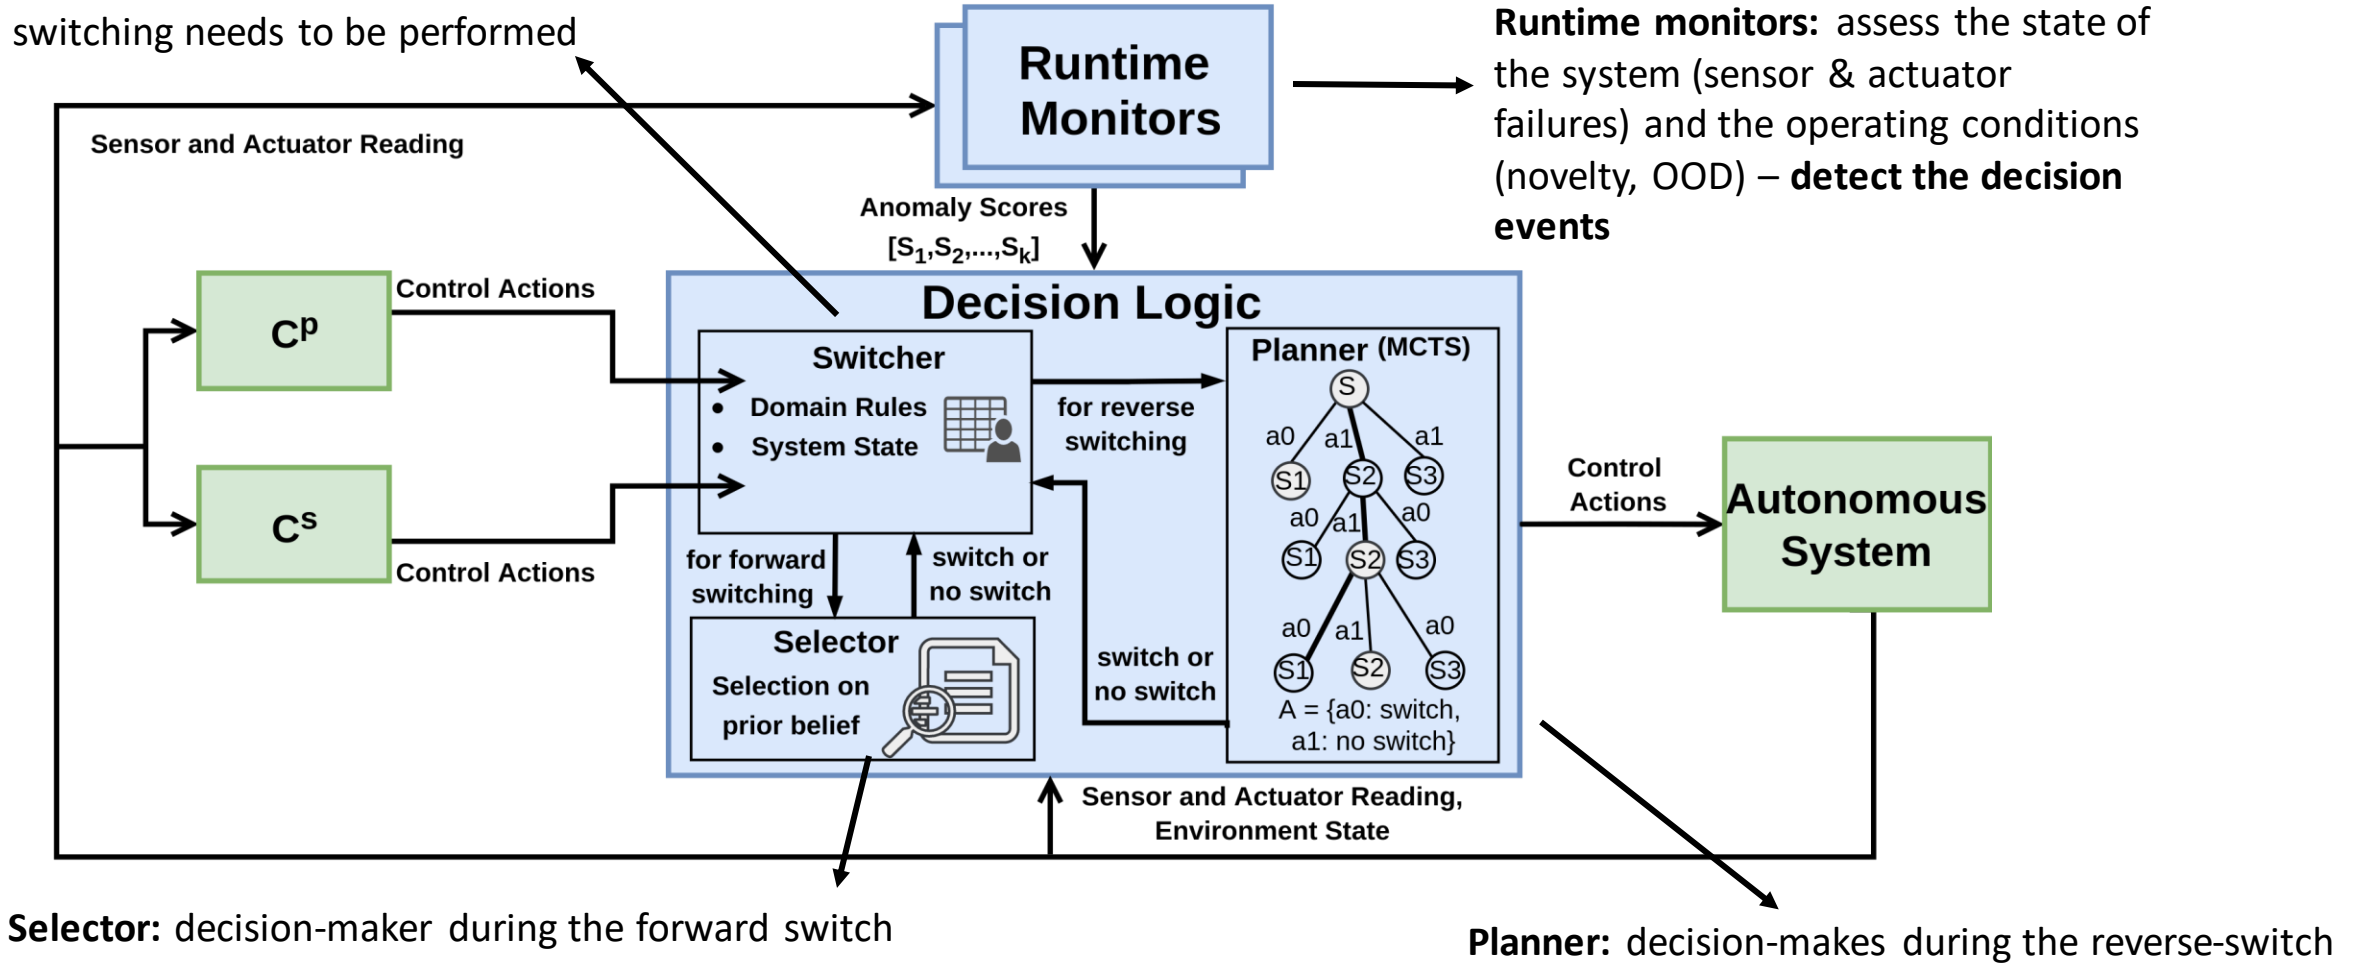 switching needs to be performed
Runtime monitors: assess the state of
the system (sensor & actuator
failures) and the operating conditions
(novelty, OOD) – detect the decision
events
Runtime
Monitors
Sensor and Actuator Reading
Anomaly Scores
[S1,S2,...,Sk]
Decision Logic
Cp
Control Actions
Cs
Control Actions
Switcher
• Domain Rules
• System State
for reverse
switching
for forward
switching
switch or
no switch
Selector
Selection on
prior belief
switch or
no switch
Planner (MCTS)
S
a0 a1 a1
S1 S2 S3
a0 a1 a0
S1 S2 S3
a0 a1 a0
S1 S2 S3
A = {a0: switch,
a1: no switch}
Control
Actions
Autonomous
System
Sensor and Actuator Reading,
Environment State
Selector: decision-maker during the forward switch
Planner: decision-makes during the reverse-switch